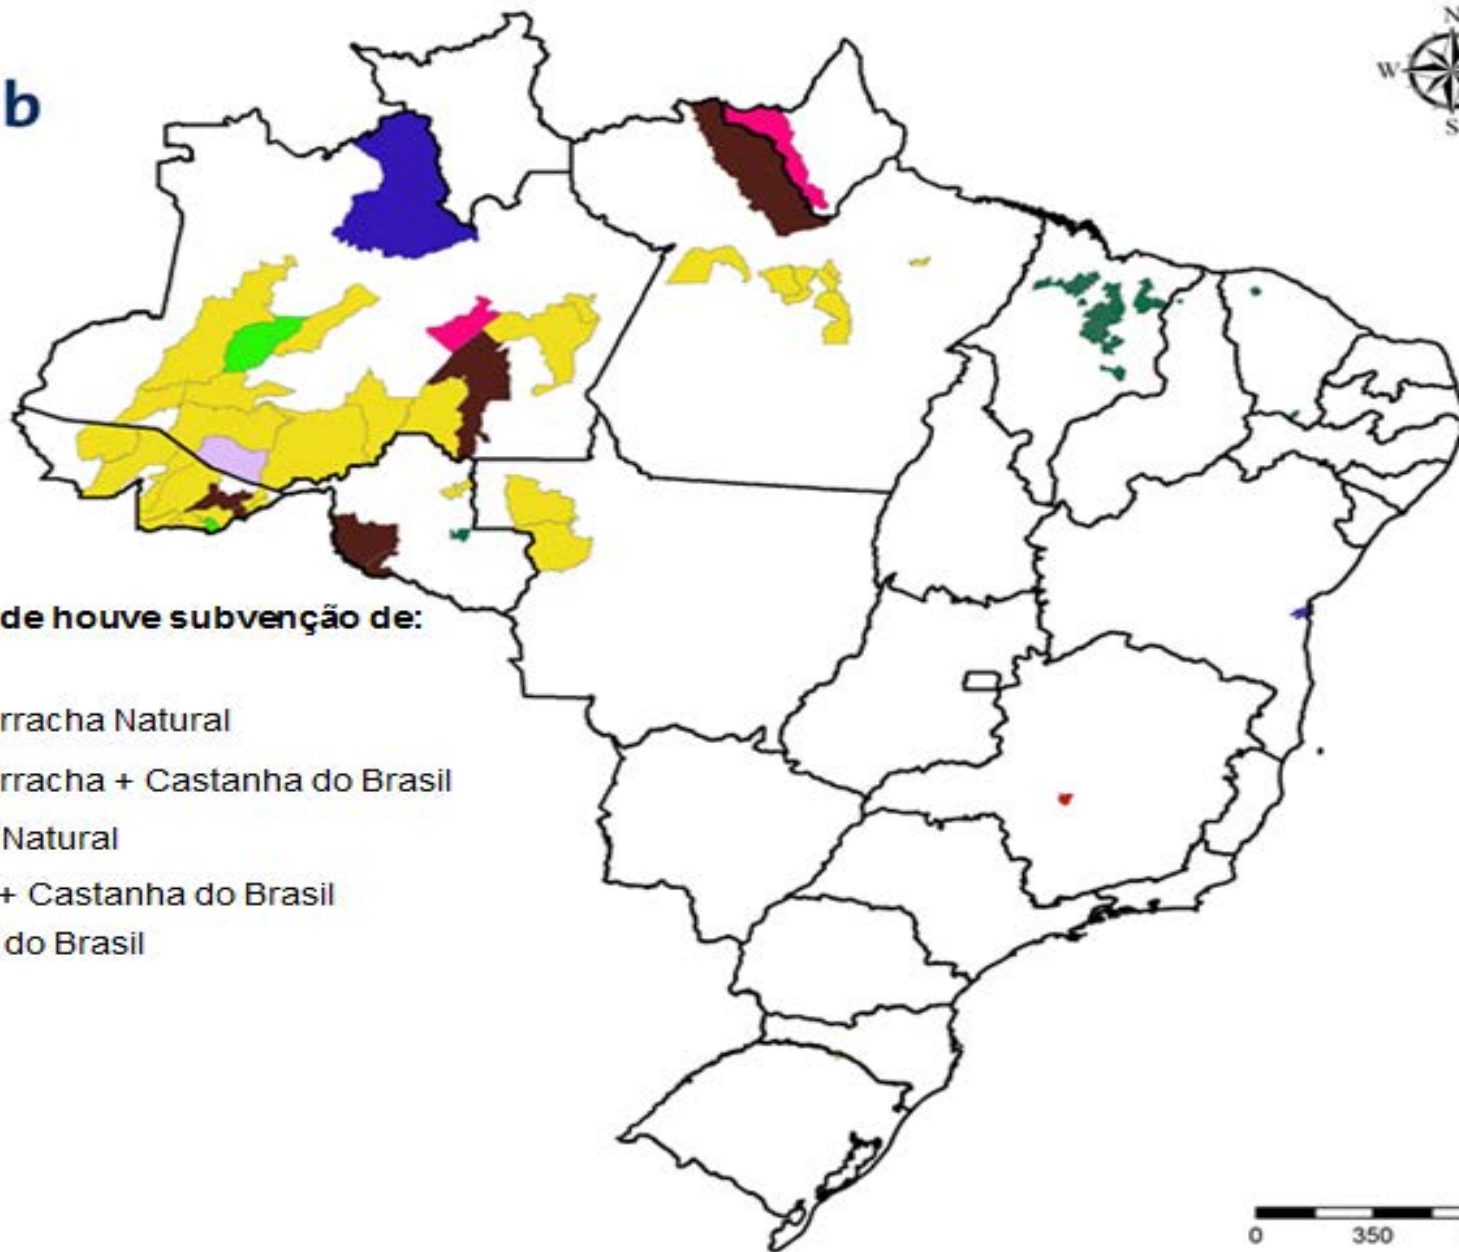 N
b
W
S
de houve subvenção de:
rracha Natural
rracha + Castanha do Brasil
Natural
+ Castanha do Brasil
do Brasil
0 350